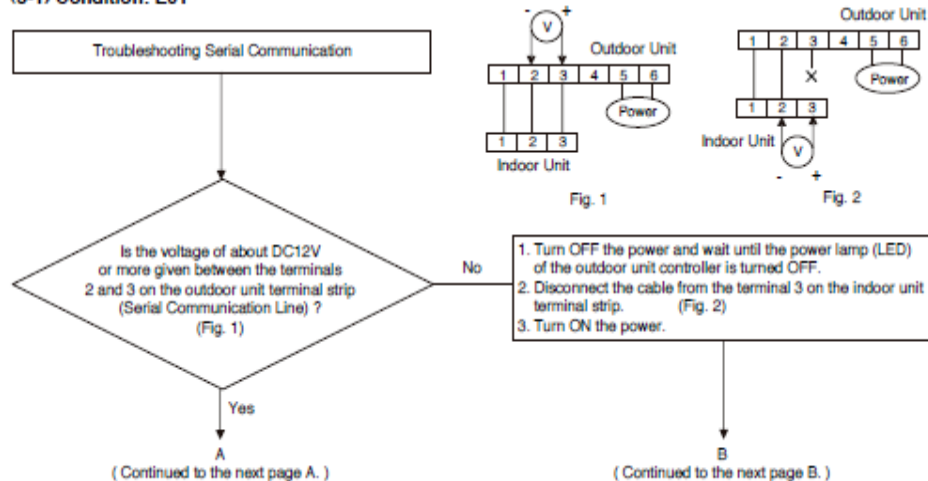 Troubleshooting Serial Communication
- V +
Outdoor Unit
1 2 3 4 5 6
Power
1 2 3
Indoor Unit
Fig. 1
Outdoor Unit
1 2 3 4 5 6
X
Power
1 2 3
Indoor Unit
V
- +
Fig. 2
Is the voltage of about DC12V
or more given between the terminals
2 and 3 on the outdoor unit terminal strip
(Serial Communication Line) ?
(Fig. 1)
No
1. Turn OFF the power and wait until the power lamp (LED)
of the outdoor unit controller is turned OFF.
2. Disconnect the cable from the terminal 3 on the indoor unit
terminal strip. (Fig. 2)
3. Turn ON the power.
Yes
A
( Continued to the next page A. )
B
( Continued to the next page B. )